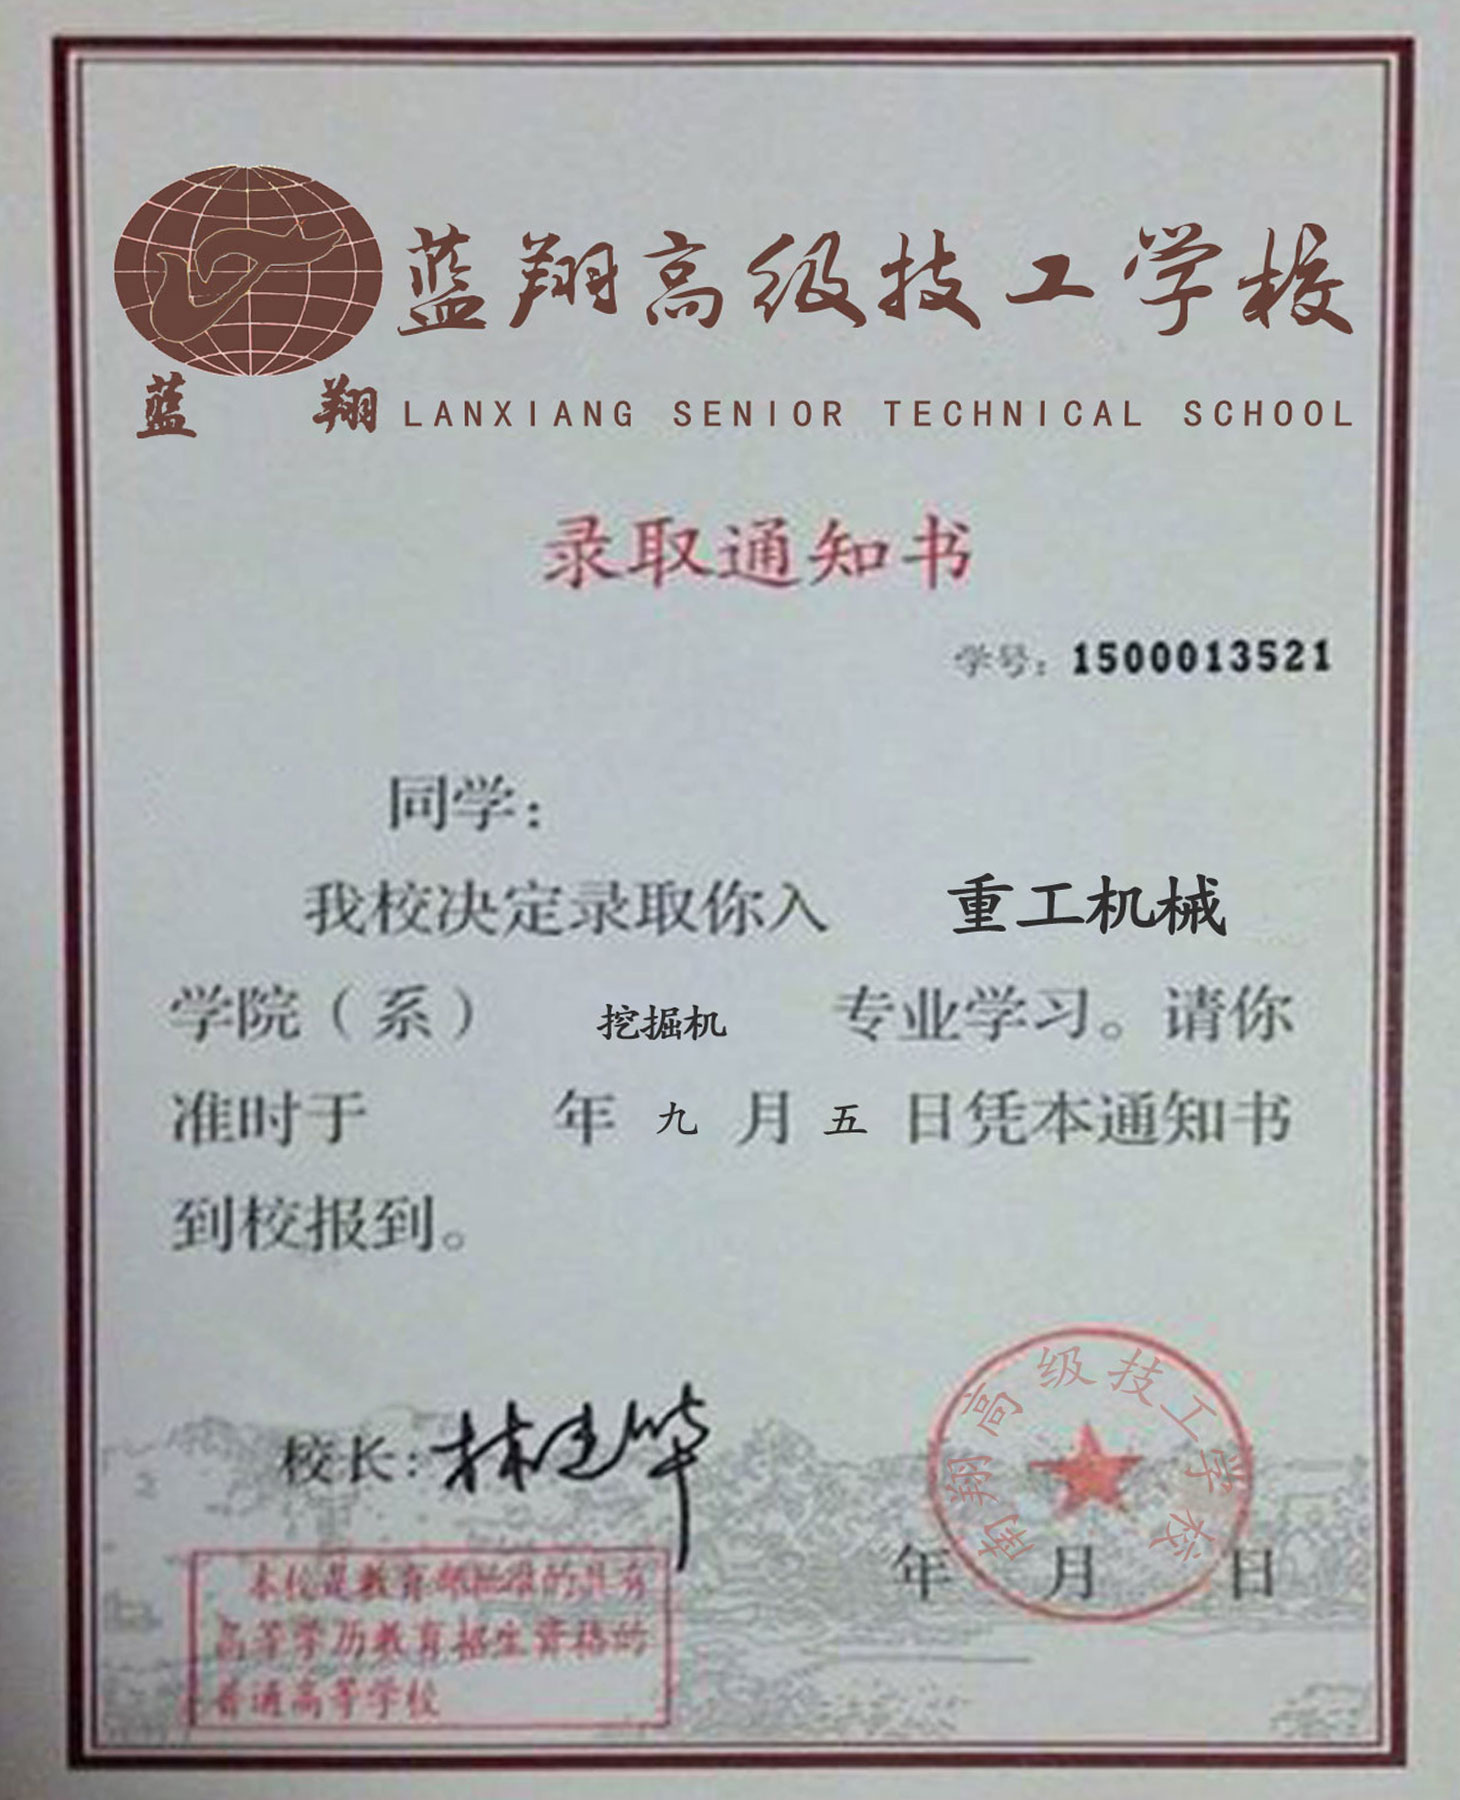 蓝翔高级技工学校
蓝翔
LANXIANG SENIOR TECHNICAL SCHOOL
录取通知书
学号：1500013521
同学：
我校决定录取你入 重工机械
学院（系） 挖掘机 专业学习。请你
准时于 年 九 月 五 日凭本通知书
到校报到。
校长：林建华
翔高级技工学校
年 月 日
本校是教育部批准的具有
高等学历教育招生资格的
普通高等学校